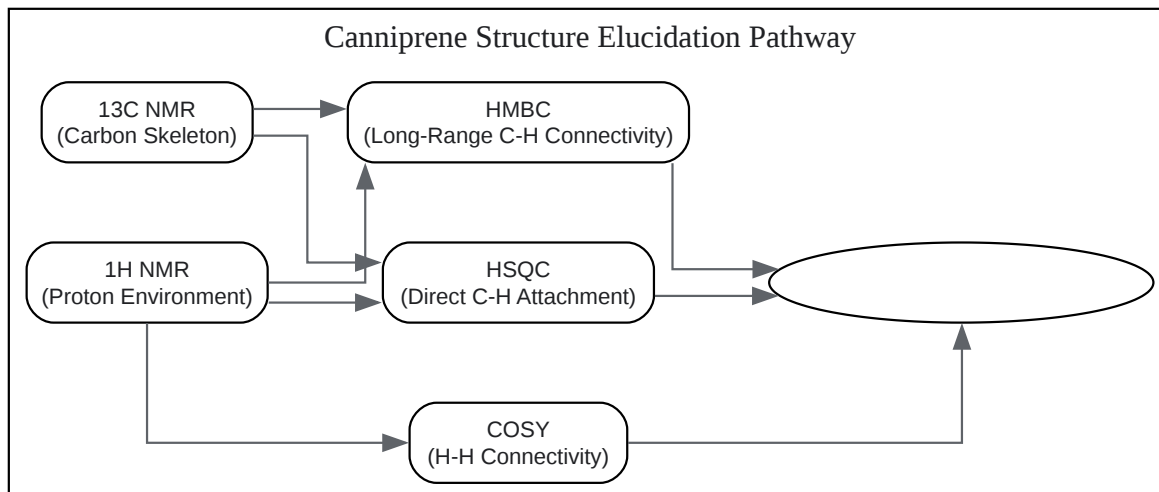 Canniprene Structure Elucidation Pathway
13C NMR
(Carbon Skeleton)
HMBC
(Long-Range C-H Connectivity)
1H NMR
(Proton Environment)
HSQC
(Direct C-H Attachment)
COSY
(H-H Connectivity)